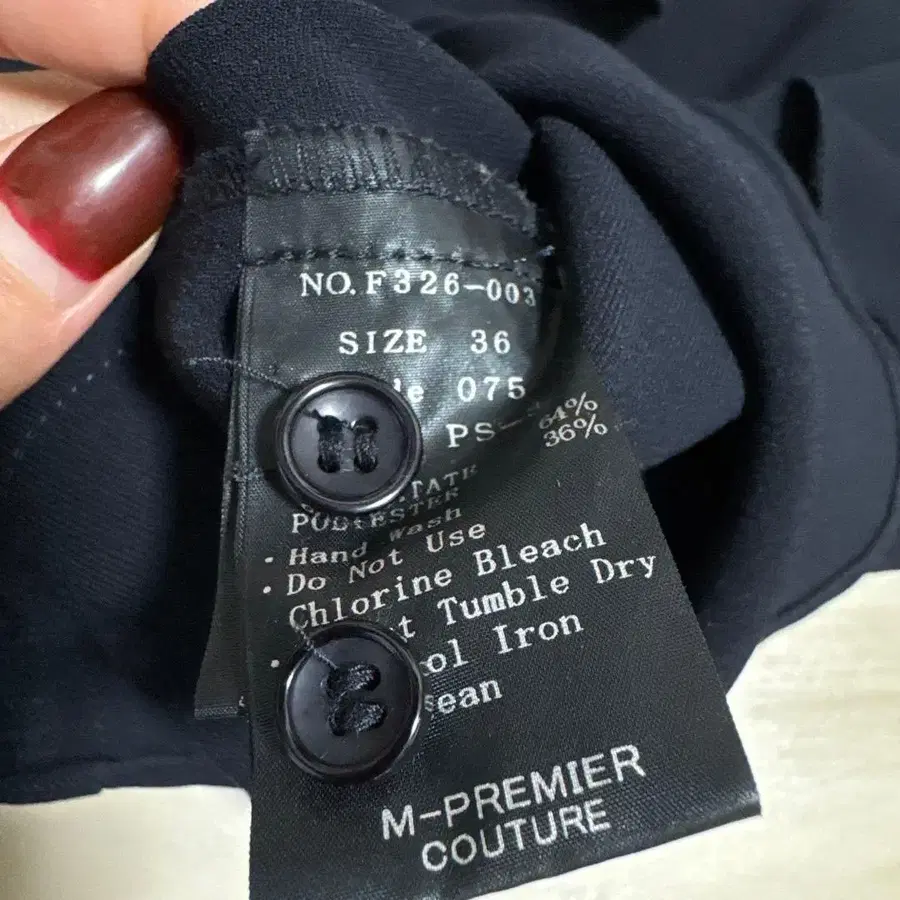 NO. F326-003
SIZE 36
075
PS-
64%
36%
POLYESTER
· Hand wash
· Do Not Use
Chlorine Bleach
Tumble Dry
Iron
M-PREMIER
COUTURE